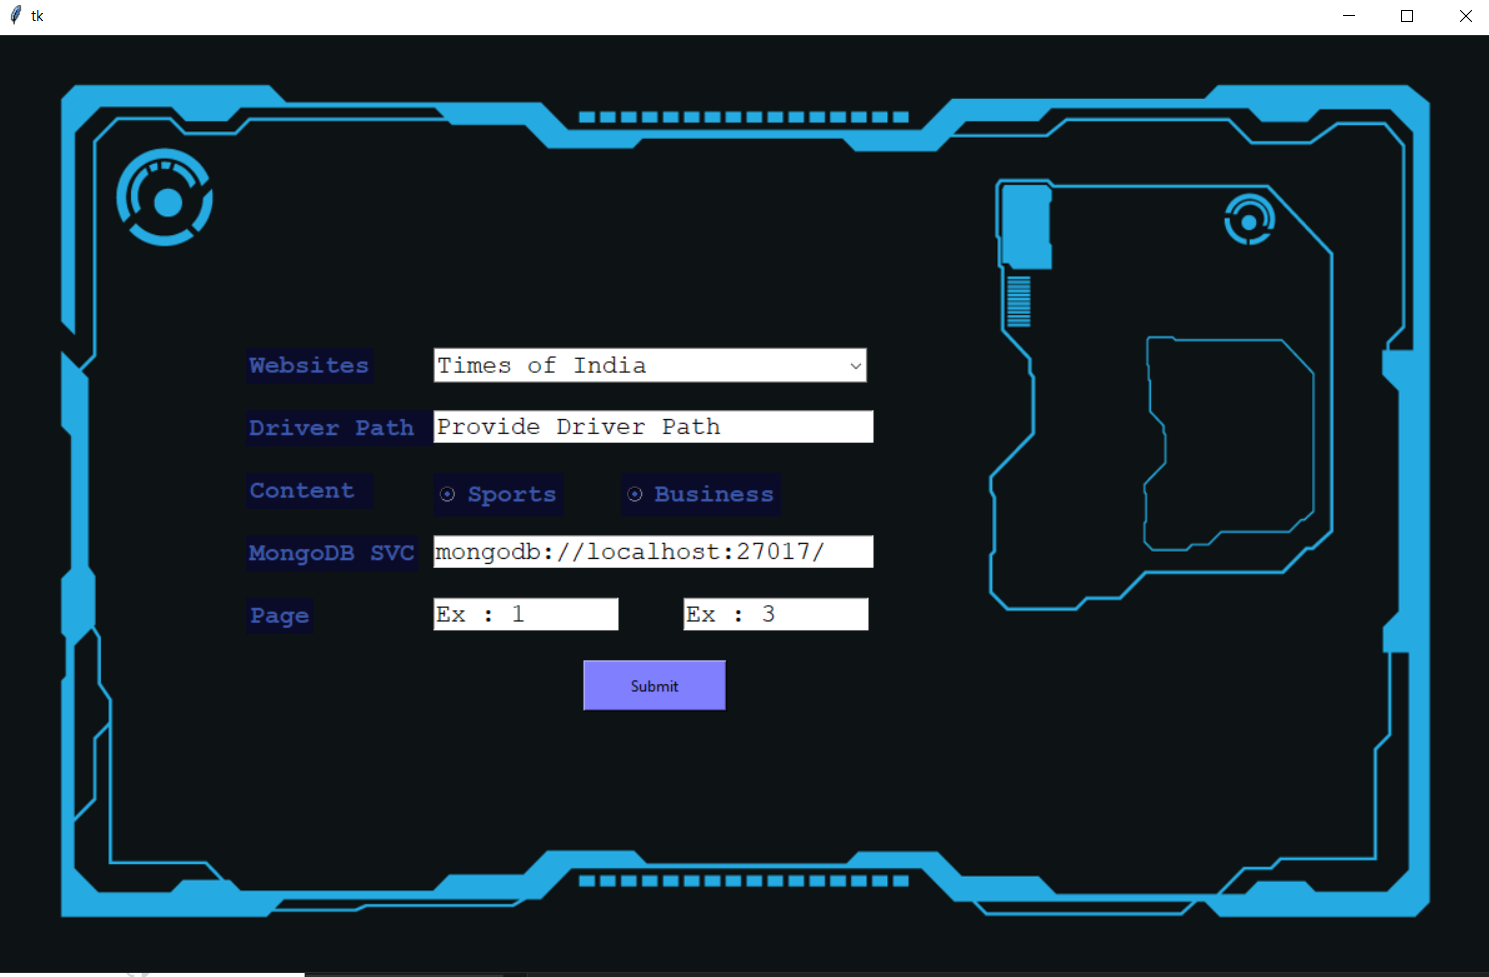 tk
Websites Times of India
Driver Path Provide Driver Path
Content Sports Business
MongoDB SVC mongodb://localhost:27017/
Page Ex : 1 Ex : 3
Submit